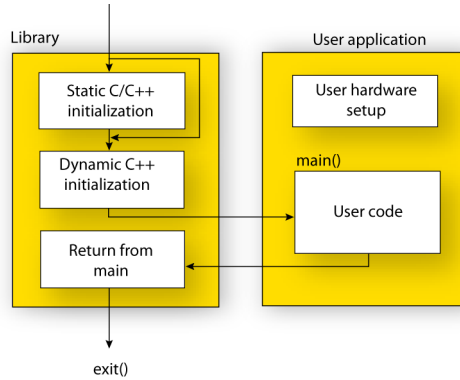 Library
User application
Static C/C++
initialization
User hardware
setup
Dynamic C++
initialization
main()
User code
Return from
main
exit()